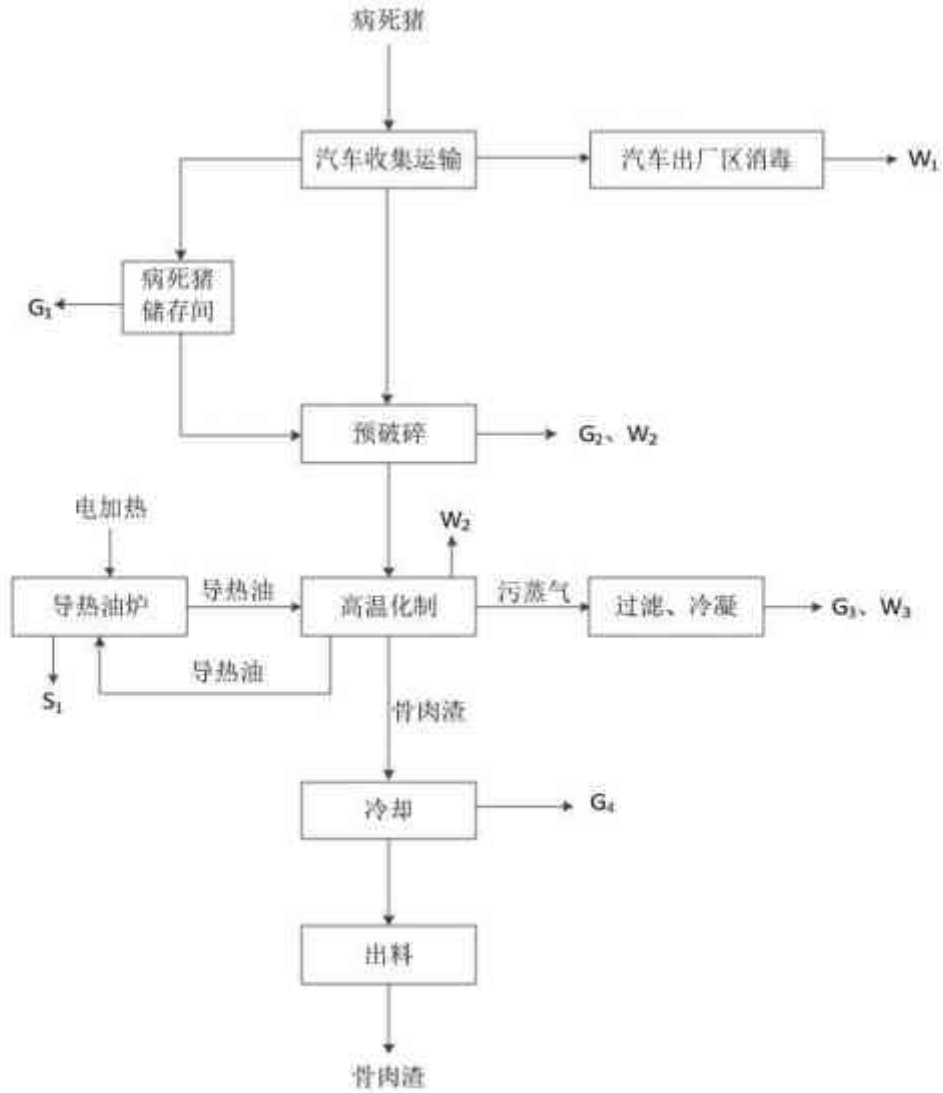 病死猪
汽车收集运输
汽车出厂区消毒
W₁
病死猪
储存间
G₁
预破碎
G₂、W₂
电加热
W₂
导热油炉
导热油
高温化制
污蒸气
过滤、冷凝
G₃、W₃
导热油
S₁
骨肉渣
冷却
G₄
出料
骨肉渣